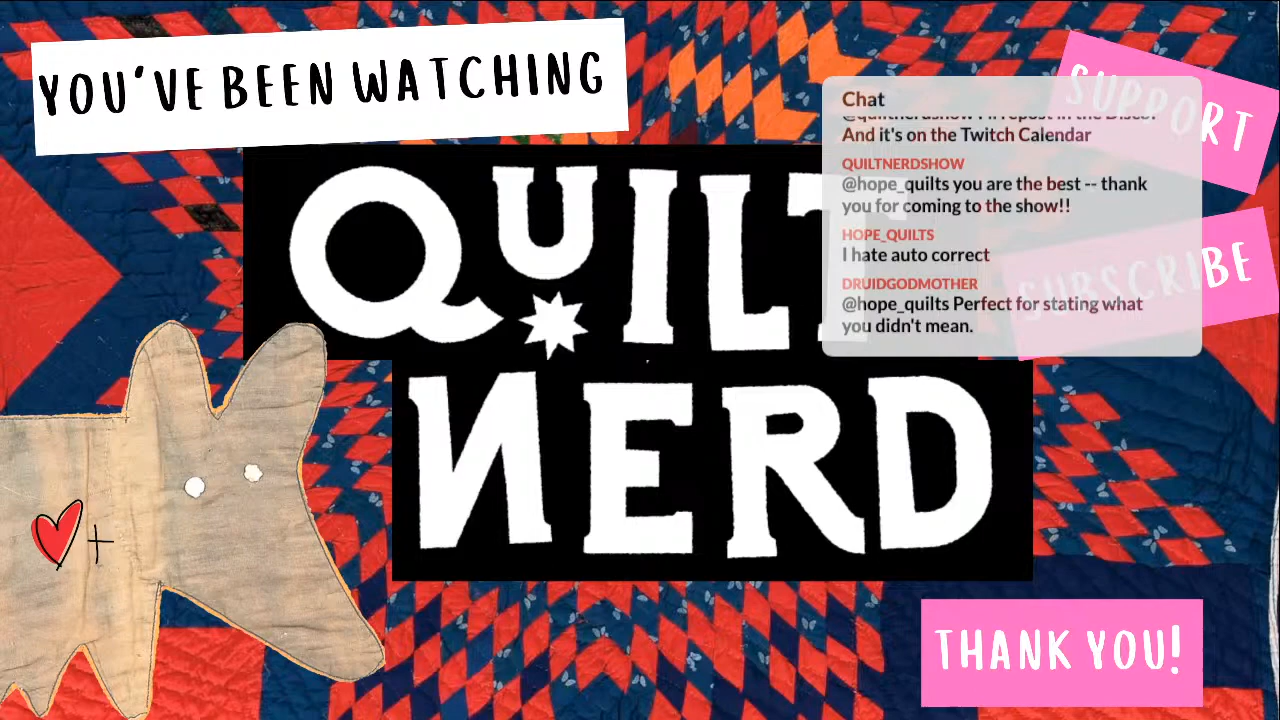 YOU'VE BEEN WATCHING
SUPPORT
Chat
And it's on the Twitch Calendar
QUILTNERDSHOW
@hope_quilts you are the best -- thank
you for coming to the show!!
HOPE_QUILTS
I hate auto correct
DRUIDGODMOTHER
@hope_quilts Perfect for stating what
you didn't mean.
SUBSCRIBE
QUILT
NERD
THANK YOU!